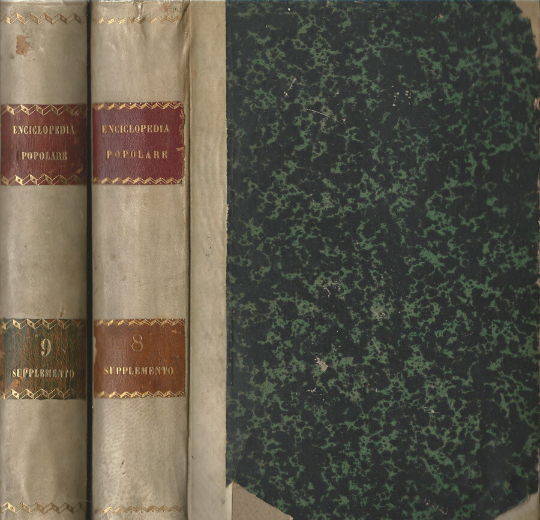 ENCICLOPEDIA
POPOLARE
9
SUPPLEMENTO
ENCICLOPEDIA
POPOLARE
8
SUPPLEMENTO